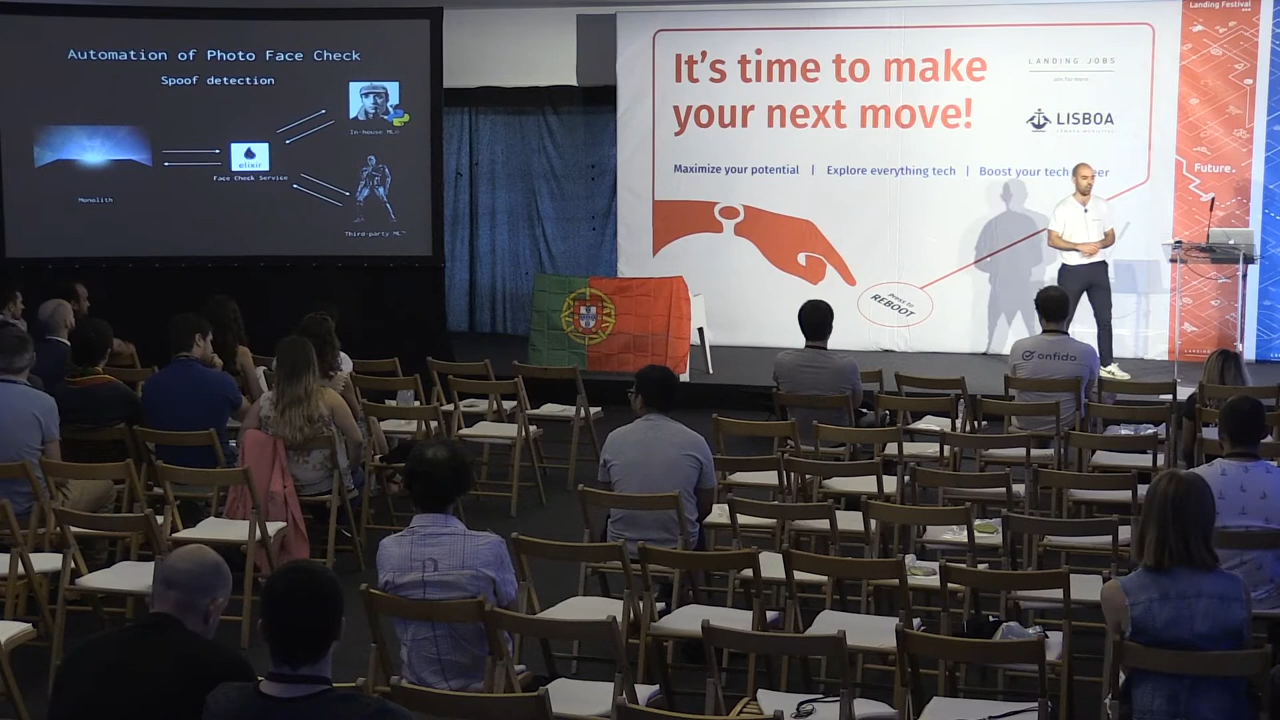 Automation of Photo Face Check
Spoof detection
In-house ML
elixir
Face Check Service
Monolith
Third-party ML
It's time to make
your next move!
LANDING.JOBS
LISBOA
Maximize your potential | Explore everything tech | Boost your tech
Press to
REBOOT
Landing Festival
Future.
onfido